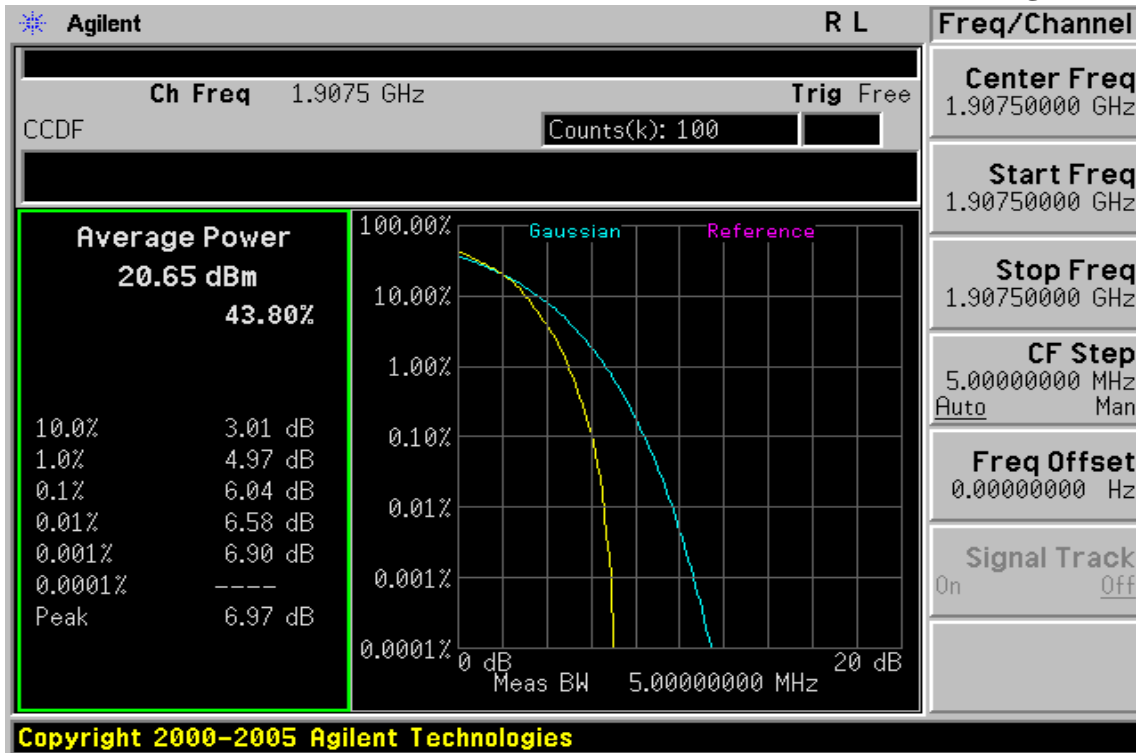 Agilent R L
Ch Freq 1.9075 GHz Trig Free
CCDF Counts(k): 100
Average Power
20.65 dBm
43.80%
10.0% 3.01 dB
1.0% 4.97 dB
0.1% 6.04 dB
0.01% 6.58 dB
0.001% 6.90 dB
0.0001% ----
Peak 6.97 dB
100.00%
10.00%
1.00%
0.10%
0.01%
0.001%
0.0001%
Gaussian Reference
0 dB 20 dB
Meas BW 5.00000000 MHz
Freq/Channel
Center Freq
1.90750000 GHz
Start Freq
1.90750000 GHz
Stop Freq
1.90750000 GHz
CF Step
5.00000000 MHz
Auto Man
Freq Offset
0.00000000 Hz
Signal Track
On Off
Copyright 2000-2005 Agilent Technologies